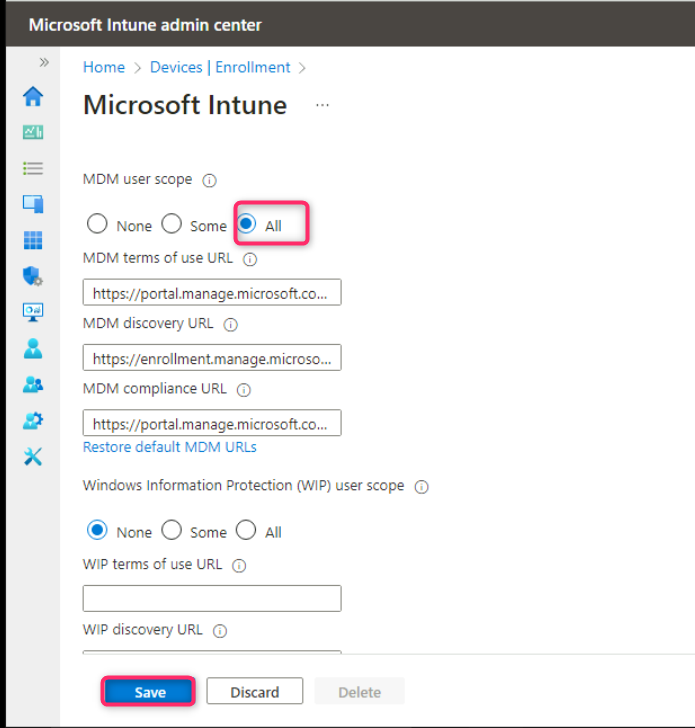 Microsoft Intune admin center
Home > Devices | Enrollment >
Microsoft Intune ...
MDM user scope
None Some All
MDM terms of use URL
https://portal.manage.microsoft.co...
MDM discovery URL
https://enrollment.manage.microso...
MDM compliance URL
https://portal.manage.microsoft.co...
Restore default MDM URLs
Windows Information Protection (WIP) user scope
None Some All
WIP terms of use URL
WIP discovery URL
Save Discard Delete